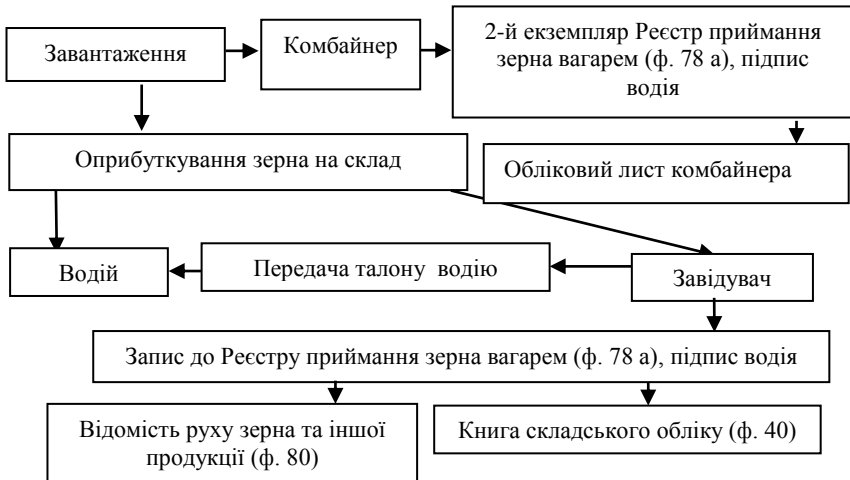 Завантаження
Комбайнер
2-й екземпляр Реєстр приймання
зерна вагарем (ф. 78 а), підпис
водія
Оприбуткування зерна на склад
Обліковий лист комбайнера
Водій
Передача талону водію
Завідувач
Запис до Реєстру приймання зерна вагарем (ф. 78 а), підпис водія
Відомість руху зерна та іншої
продукції (ф. 80)
Книга складського обліку (ф. 40)